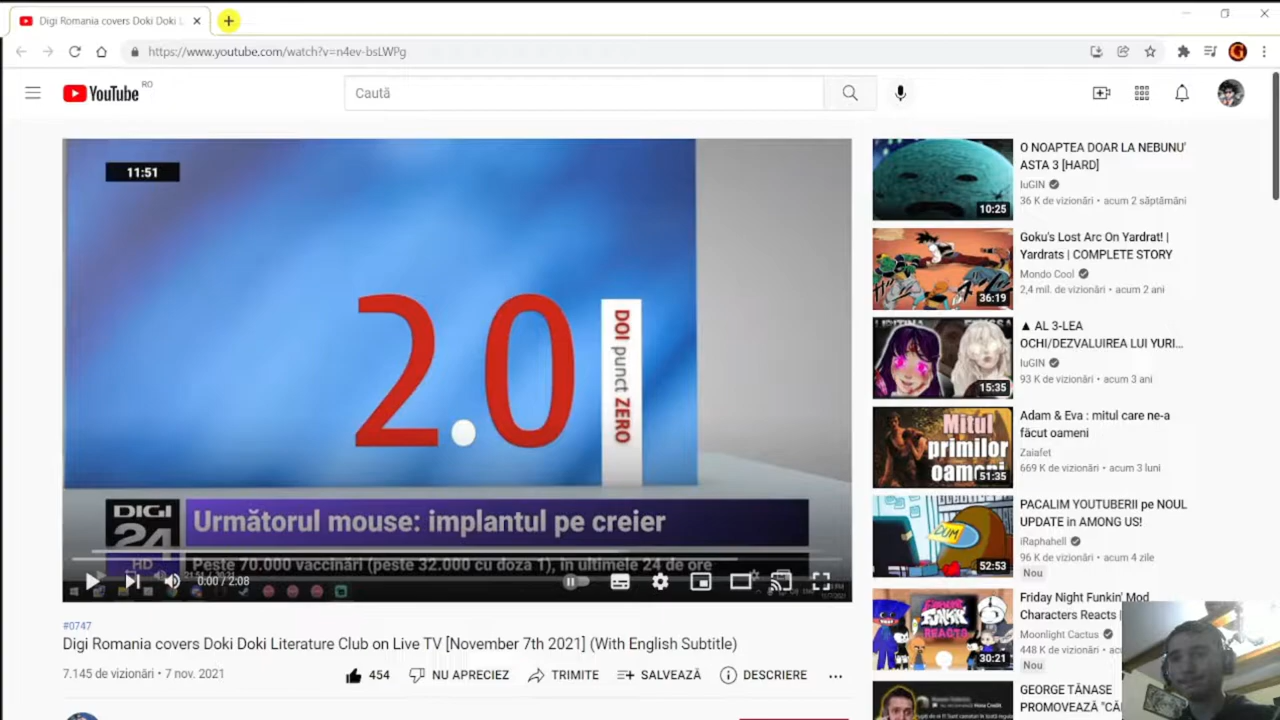 Digi Romania covers Doki Doki L
https://www.youtube.com/watch?v=n4ev-bsLWPg
YouTube RO
Caută
11:51
2.0
DOI punct ZERO
DIGI
24
HD
Următorul mouse: implantul pe creier
0:00 / 2:08
#0747
Digi Romania covers Doki Doki Literature Club on Live TV [November 7th 2021] (With English Subtitle)
7.145 de vizionări • 7 nov. 2021
454
NU APRECIEZ
TRIMITE
SALVEAZĂ
DESCRIERE
10:25
O NOAPTEA DOAR LA NEBUNU'
ASTA 3 [HARD]
IuGIN
36 K de vizionări • acum 2 săptămâni
36:19
Goku's Lost Arc On Yardrat! |
Yardrats | COMPLETE STORY
Mondo Cool
2,4 mil. de vizionări • acum 2 ani
15:35
▲ AL 3-LEA
OCHI/DEZVALUIREA LUI YURI...
IuGIN
93 K de vizionări • acum 3 ani
Mitul
primilor
oameni
51:35
Adam & Eva : mitul care ne-a
făcut oameni
Zaiafet
669 K de vizionări • acum 3 luni
DUM
52:53
PACALIM YOUTUBERII pe NOUL
UPDATE in AMONG US!
iRaphahell
96 K de vizionări • acum 4 zile
Nou
REACTS
30:21
Friday Night Funkin' Mod
Characters Reacts |
Moonlight Cactus
448 K de
Nou
GEORGE TĂNASE
PROMOVEAZĂ